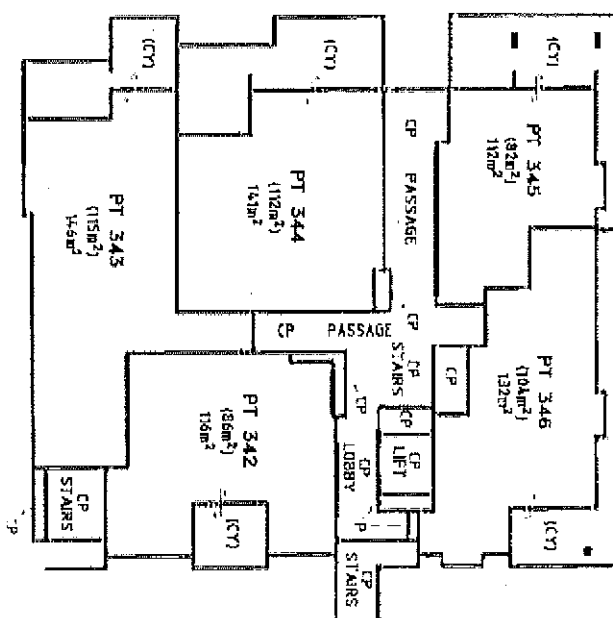 (CY)
(CY)
(CY)
PT 345
(82m²)
112m²
CP PASSAGE
PT 344
(112m²)
141m²
PT 343
(115m²)
CP PASSAGE
CP
CP
STAIRS
CP
PT 346
(104m²)
132m²
PT 342
(86m²)
CP
CP
CP
LIFT
CP
LOBBY
CP
STAIRS
CP
(CY)
(CY)
CP
STAIRS